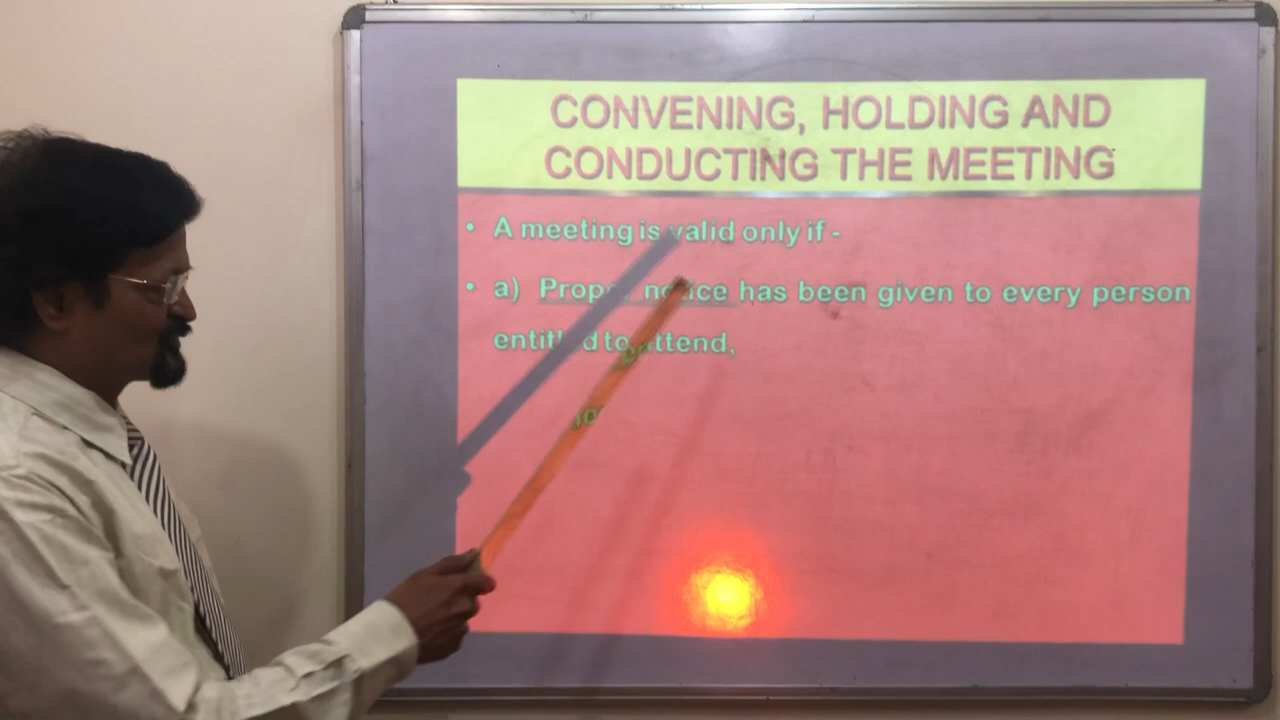 CONVENING, HOLDING AND
CONDUCTING THE MEETING
• A meeting is valid only if -
• a) Proper notice has been given to every person
entitled to attend,